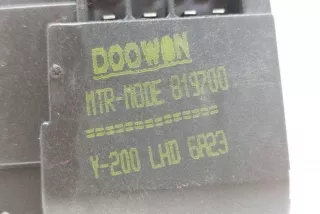 DOOWON
MTR-MODE 819700
==============
Y-200 LHD 6A23